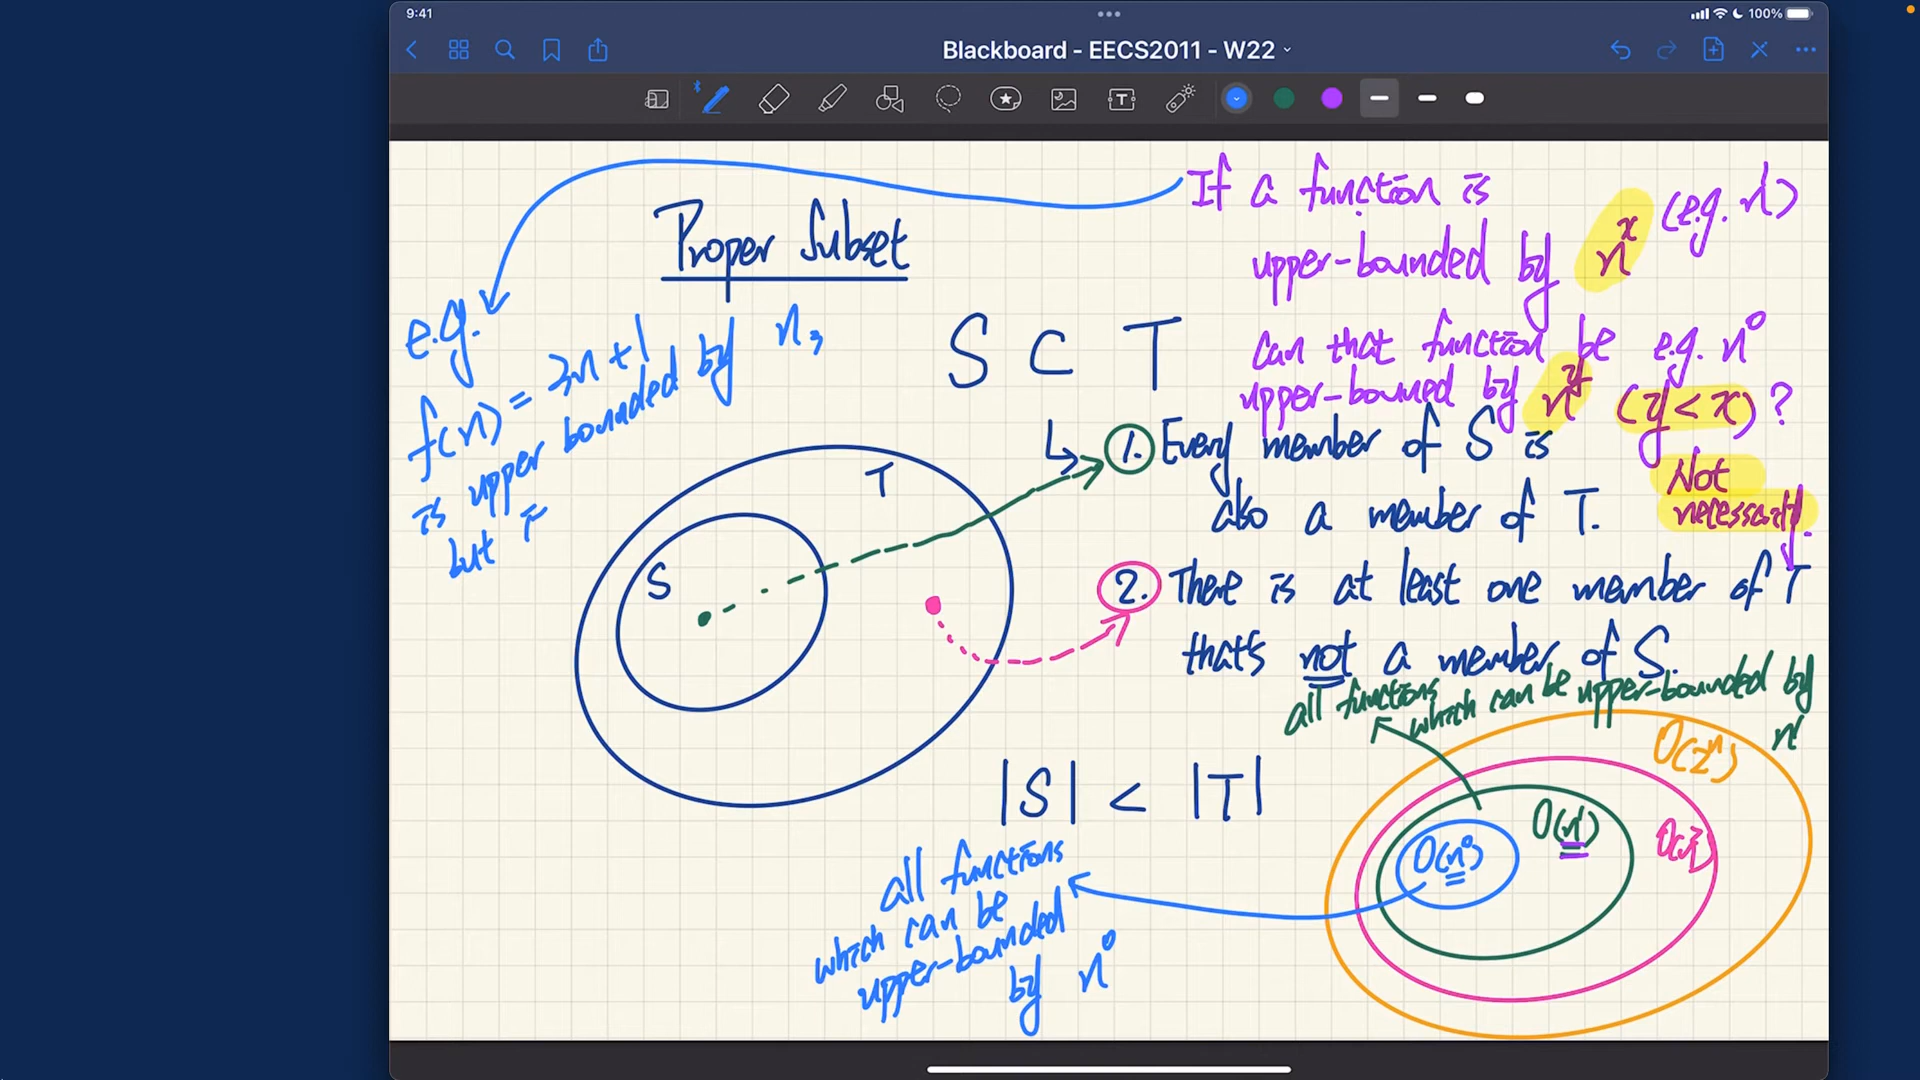 9:41
100%
Blackboard - EECS2011 - W22
Proper Subset
S ⊂ T
1. Every member of S is
also a member of T.
2. There is at least one member of T
that's not a member of S.
|S| < |T|
T
S
If a function is
upper-bounded by n^x (e.g. n^1)
can that function be e.g. n^0
upper-bouned by n^y (y < x) ?
Not
necessarily.
e.g.
f(n) = 3n + 1
is upper bounded by n,
but
all functions
which can be upper-bounded by
n^1
O(2^n)
O(n^2)
O(n^1)
O(n^0)
all functions
which can be
upper-bounded
by n^0